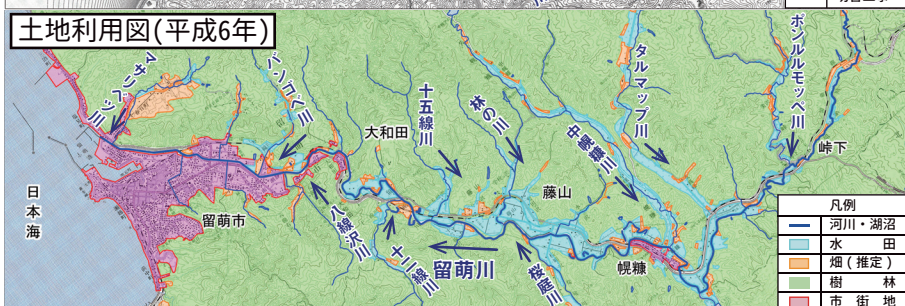 土地利用図(平成6年)
マサリベツ川
バンゴベ川
十五線川
林の川
タルマップ川
ポンルルモッペ川
大和田
中幌糠川
峠下
藤山
日本海
留萌市
八線沢川
十二線川
留萌川
桜庭川
幌糠
凡例
河川・湖沼
水 田
畑(推定)
樹 林
市 街 地